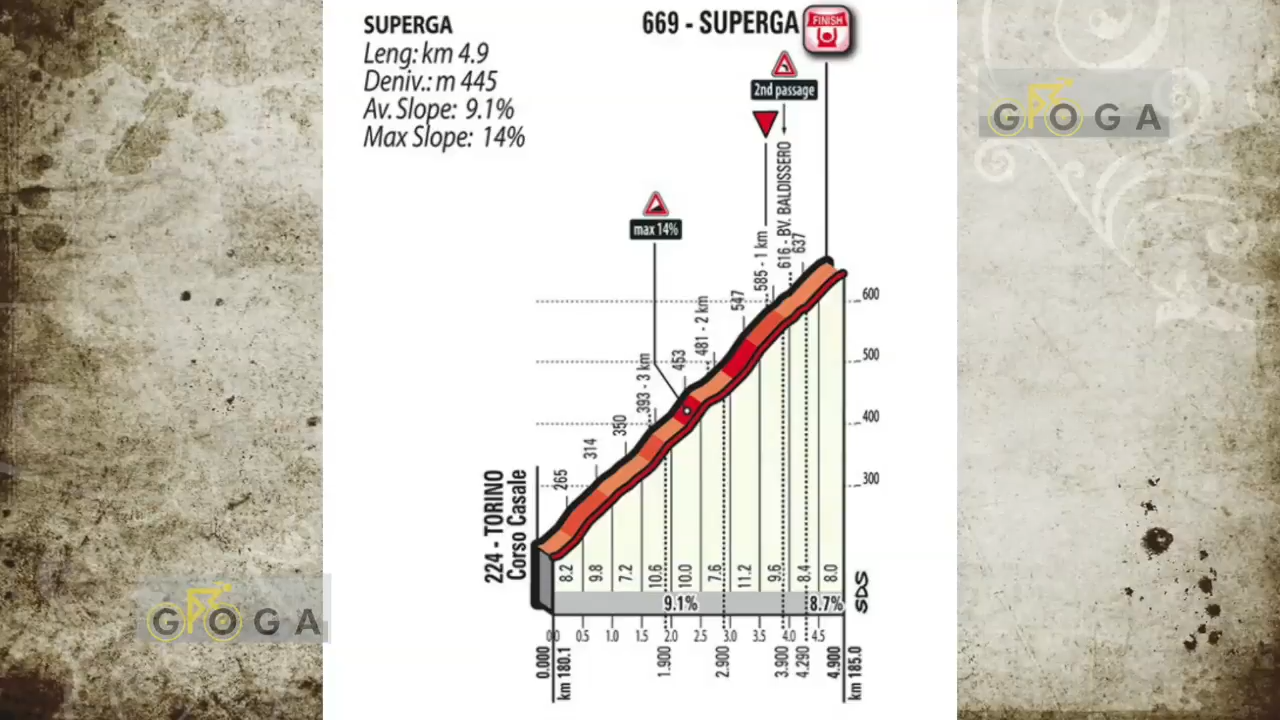 SUPERGA
Leng: km 4.9
Deniv.: m 445
Av. Slope: 9.1%
Max Slope: 14%
669 - SUPERGA
FINISH
2nd passage
max 14%
224 - TORINO
Corso Casale
265
314
350
393 - 3 km
453
481 - 2 km
547
585 - 1 km
616 - BV. BALDISSERO
637
600
500
400
300
8.2 9.8 7.2 10.6 10.0 7.6 11.2 9.6 8.4 8.0
9.1% 8.7%
SDS
0.0 0.5 1.0 1.5 2.0 2.5 3.0 3.5 4.0 4.5
0.000 1.900 2.900 3.900 4.290 4.900
km 180.1 km 185.0
GPOGA
GPOGA